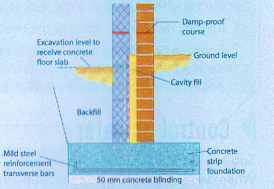 Damp-proof
course
Excavation level to
receive concrete
floor slab
Ground level
Cavity fill
Backfill
Mild steel
reinforcement
transverse bars
Concrete
strip
foundation
50 mm concrete blinding